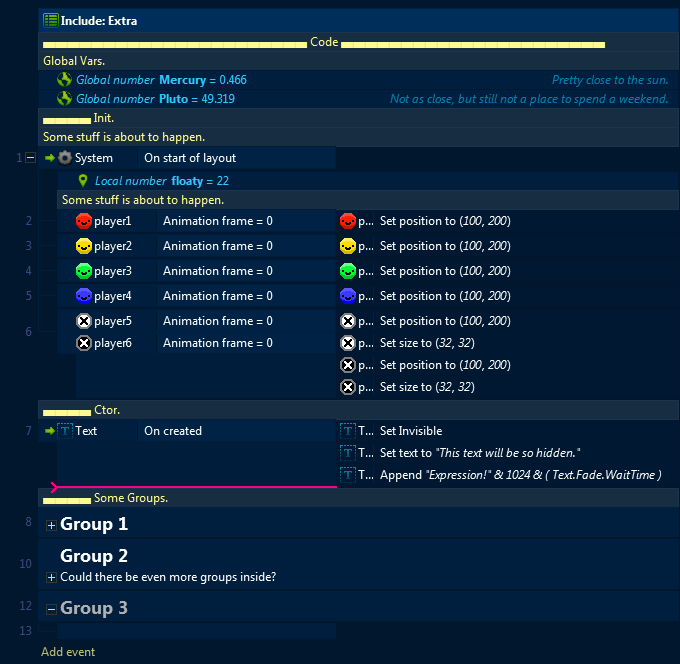 Include: Extra
Code
Global Vars.
Global number Mercury = 0.466 Pretty close to the sun.
Global number Pluto = 49.319 Not as close, but still not a place to spend a weekend.
Init.
Some stuff is about to happen.
1 System On start of layout
Local number floaty = 22
Some stuff is about to happen.
2 player1 Animation frame = 0 p... Set position to (100, 200)
3 player2 Animation frame = 0 p... Set position to (100, 200)
4 player3 Animation frame = 0 p... Set position to (100, 200)
5 player4 Animation frame = 0 p... Set position to (100, 200)
6 player5 Animation frame = 0 p... Set position to (100, 200)
player6 Animation frame = 0 p... Set size to (32, 32)
p... Set position to (100, 200)
p... Set size to (32, 32)
Ctor.
7 T Text On created T T... Set Invisible
T T... Set text to "This text will be so hidden."
T T... Append "Expression!" & 1024 & ( Text.Fade.WaitTime )
Some Groups.
8 Group 1
10 Group 2
Could there be even more groups inside?
12 Group 3
13
Add event